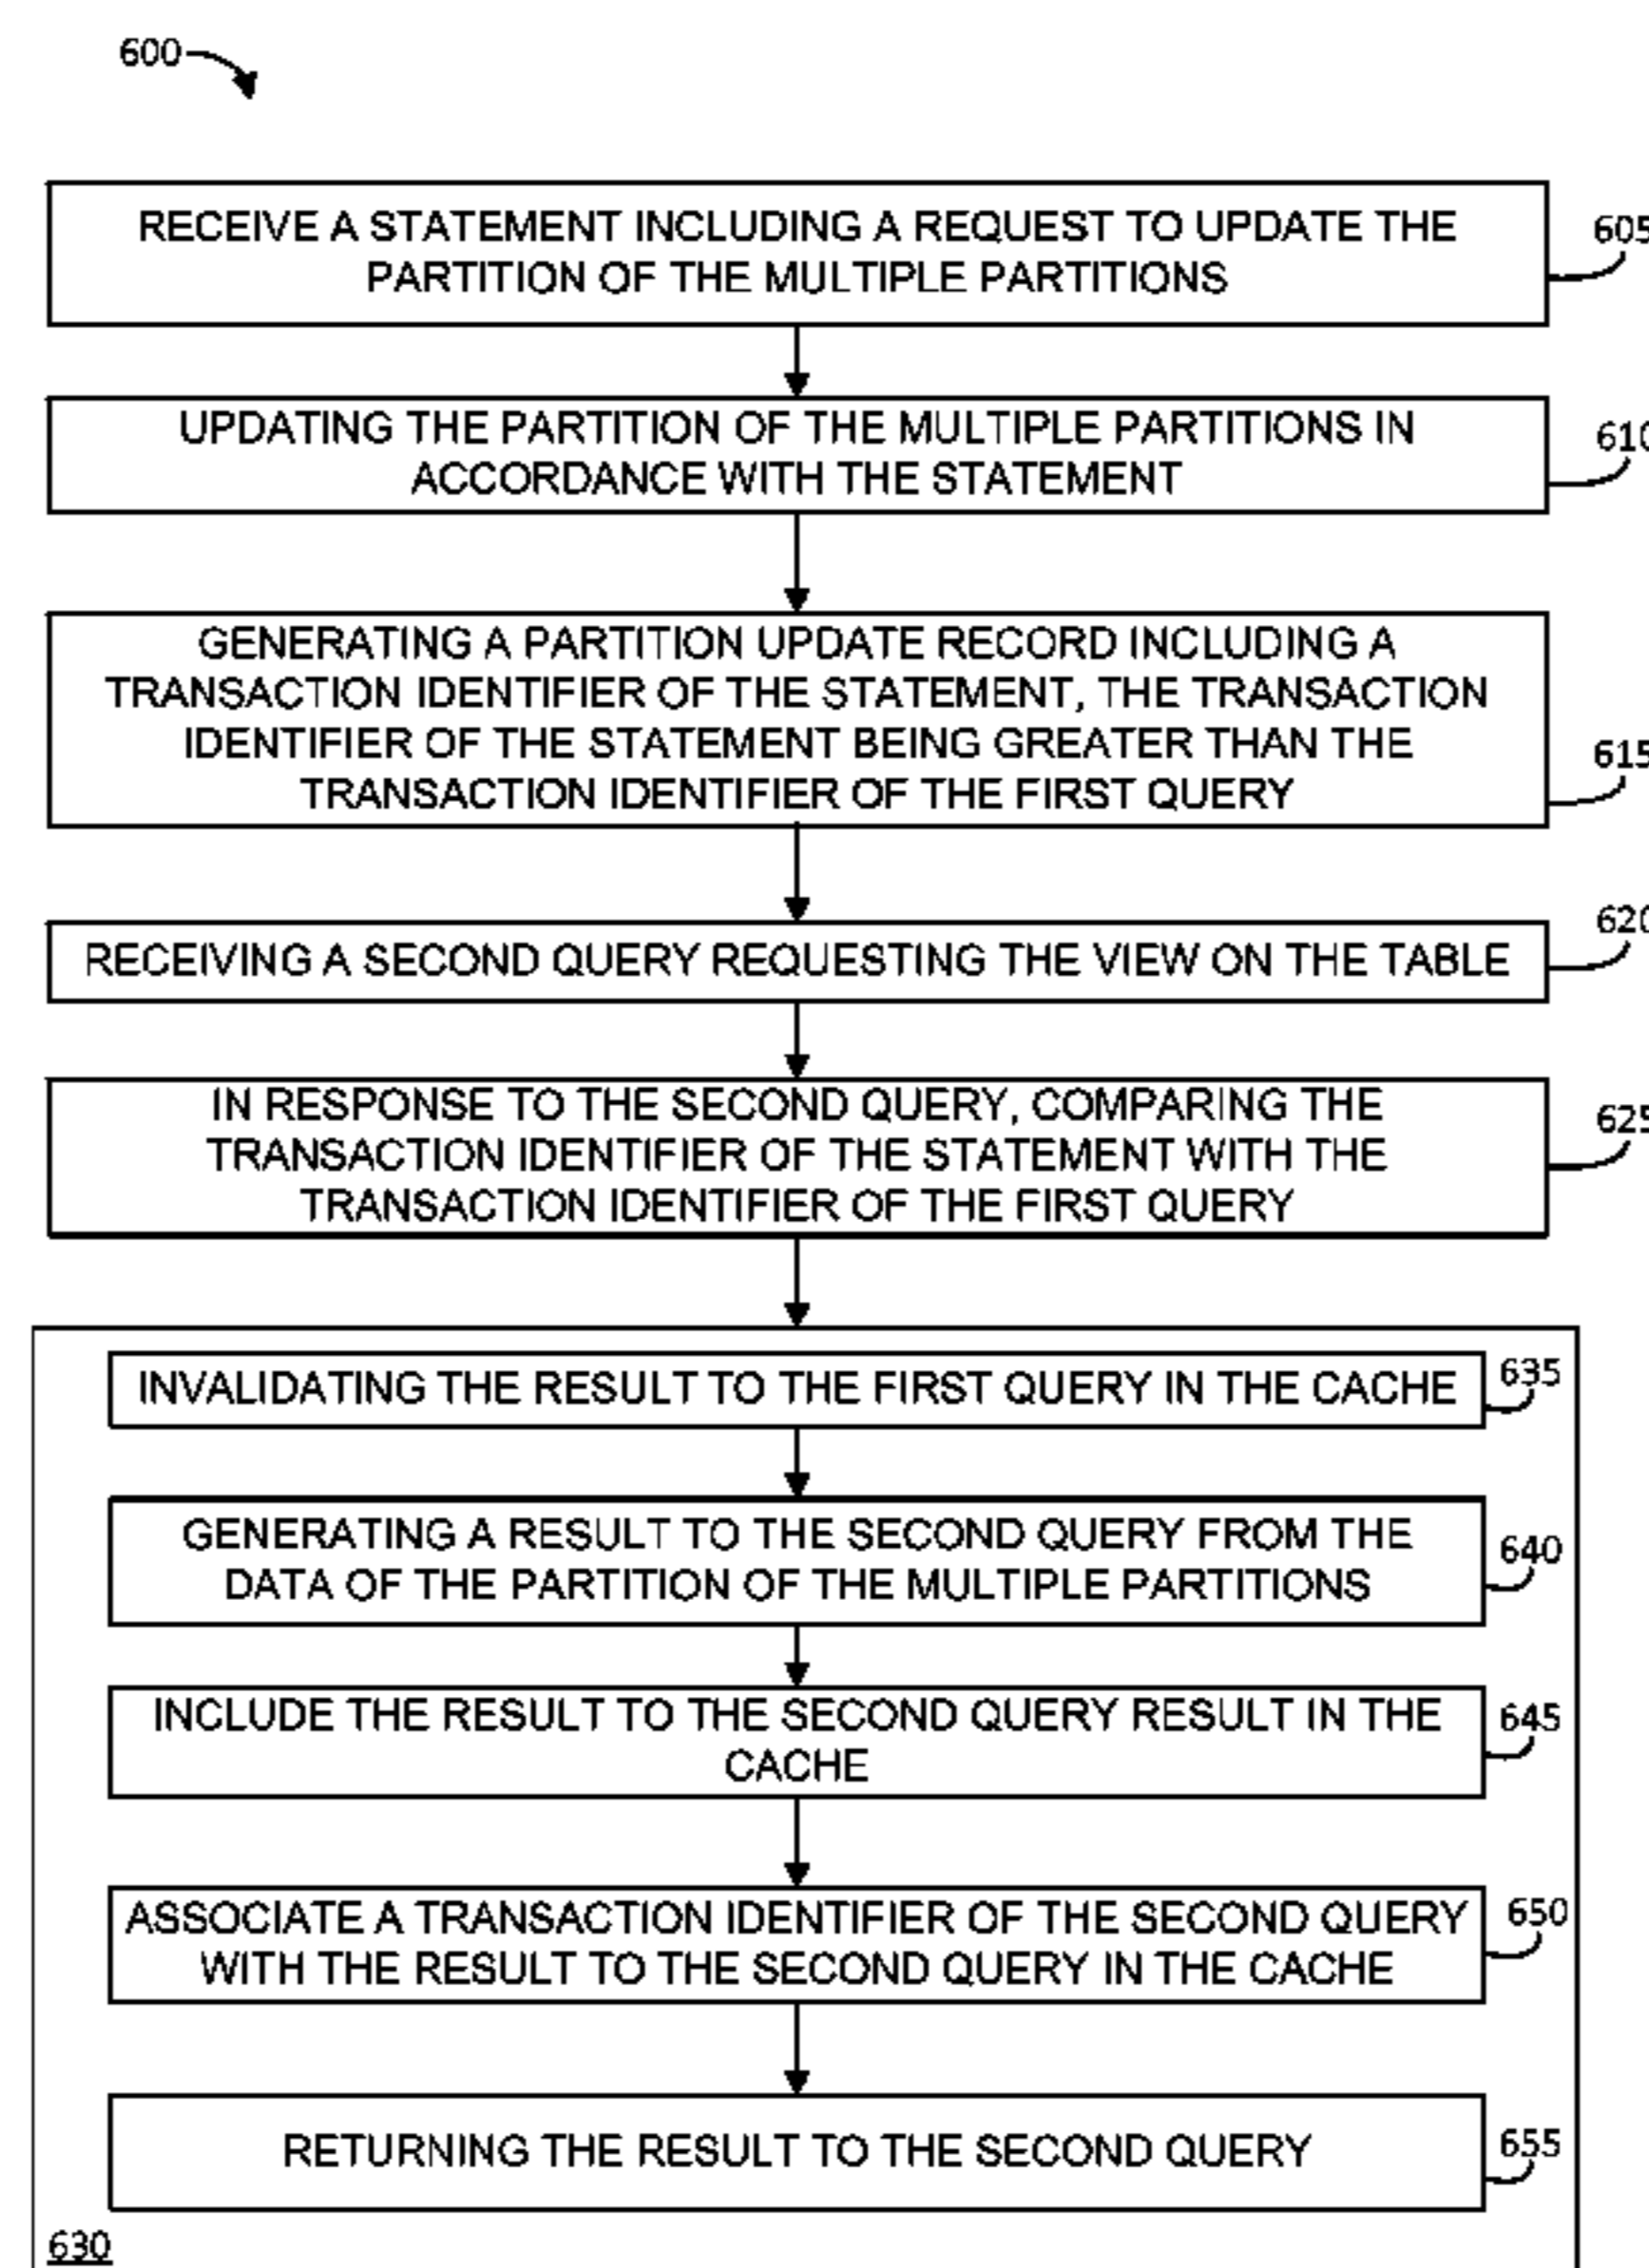 600
RECEIVE A STATEMENT INCLUDING A REQUEST TO UPDATE THE
PARTITION OF THE MULTIPLE PARTITIONS
605
UPDATING THE PARTITION OF THE MULTIPLE PARTITIONS IN
ACCORDANCE WITH THE STATEMENT
610
GENERATING A PARTITION UPDATE RECORD INCLUDING A
TRANSACTION IDENTIFIER OF THE STATEMENT, THE TRANSACTION
IDENTIFIER OF THE STATEMENT BEING GREATER THAN THE
TRANSACTION IDENTIFIER OF THE FIRST QUERY
615
RECEIVING A SECOND QUERY REQUESTING THE VIEW ON THE TABLE
620
IN RESPONSE TO THE SECOND QUERY, COMPARING THE
TRANSACTION IDENTIFIER OF THE STATEMENT WITH THE
TRANSACTION IDENTIFIER OF THE FIRST QUERY
625
INVALIDATING THE RESULT TO THE FIRST QUERY IN THE CACHE
635
GENERATING A RESULT TO THE SECOND QUERY FROM THE
DATA OF THE PARTITION OF THE MULTIPLE PARTITIONS
640
INCLUDE THE RESULT TO THE SECOND QUERY RESULT IN THE
CACHE
645
ASSOCIATE A TRANSACTION IDENTIFIER OF THE SECOND QUERY
WITH THE RESULT TO THE SECOND QUERY IN THE CACHE
650
RETURNING THE RESULT TO THE SECOND QUERY
655
630